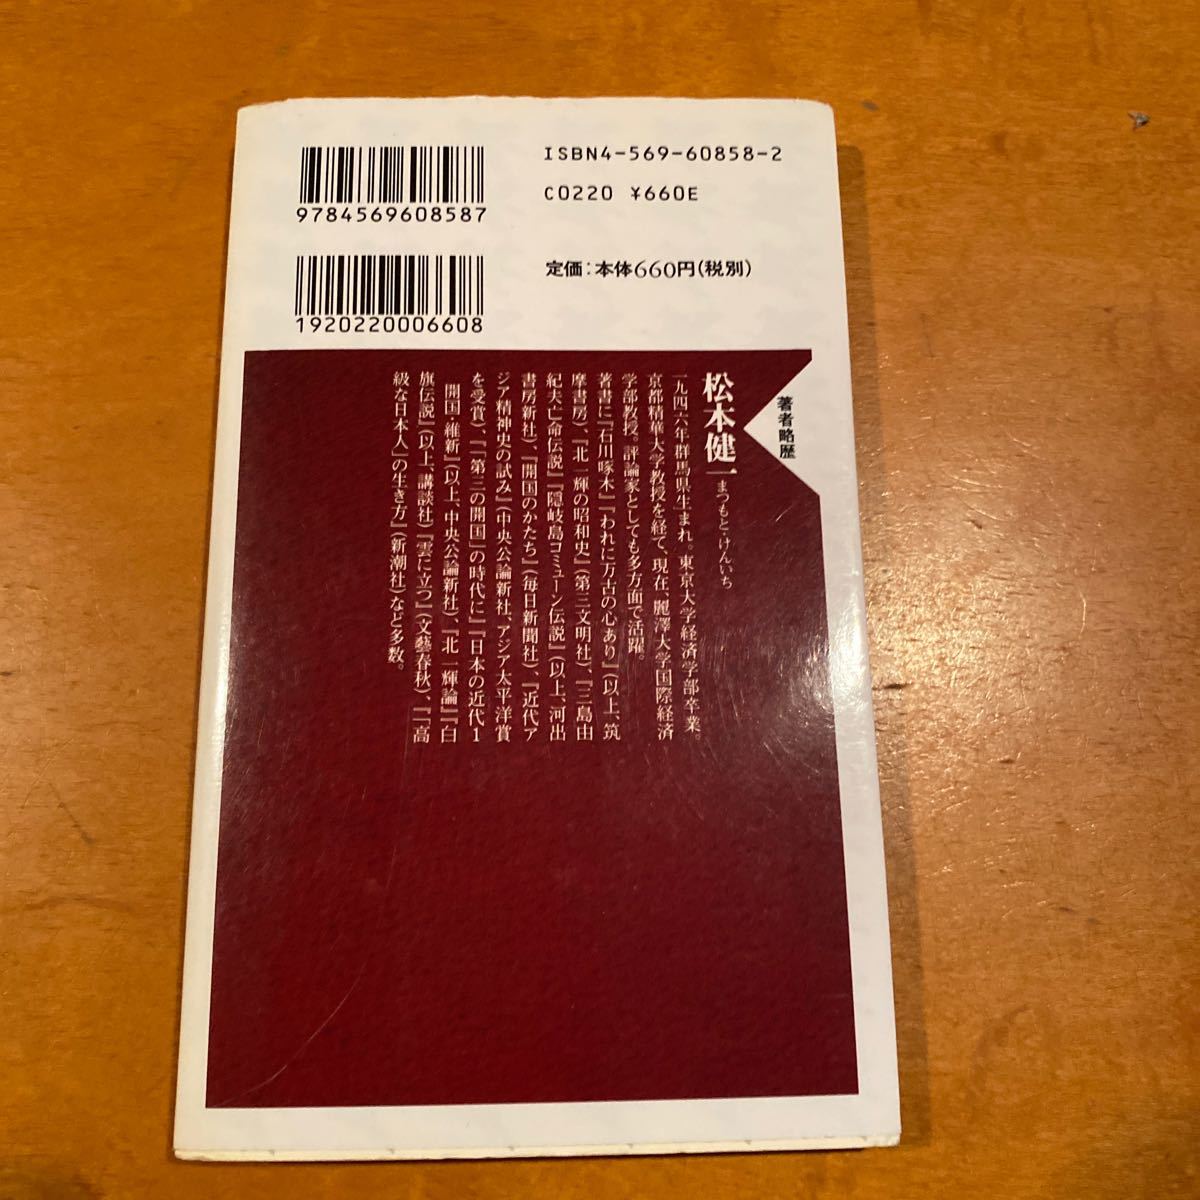 ISBN4-569-60858-2
C0220 ¥660E
9784569608587
定価：本体660円（税別）
1920220006608
著者略歴
松本健一 まつもと・けんいち
一九四六年群馬県生まれ。東京大学経済学部卒業。
京都精華大学教授を経て、現在、麗澤大学国際経済
学部教授。評論家としても多方面で活躍。
著書に『石川啄木』『われに万古の心あり』（以上、筑
摩書房）、『北一輝の昭和史』（第三文明社）、『三島由
紀夫亡命伝説』『隠岐島コミューン伝説』（以上、河出
書房新社）、『開国のかたち』（毎日新聞社）、『近代ア
ジア精神史の試み』（中央公論新社、アジア太平洋賞
を受賞）、『「第三の開国」の時代に』『日本の近代1
開国・維新』（以上、中央公論新社）、『北一輝論』『白
旗伝説』（以上、講談社）『雲に立つ』（文藝春秋）、『「高
級な日本人」の生き方』（新潮社）など多数。